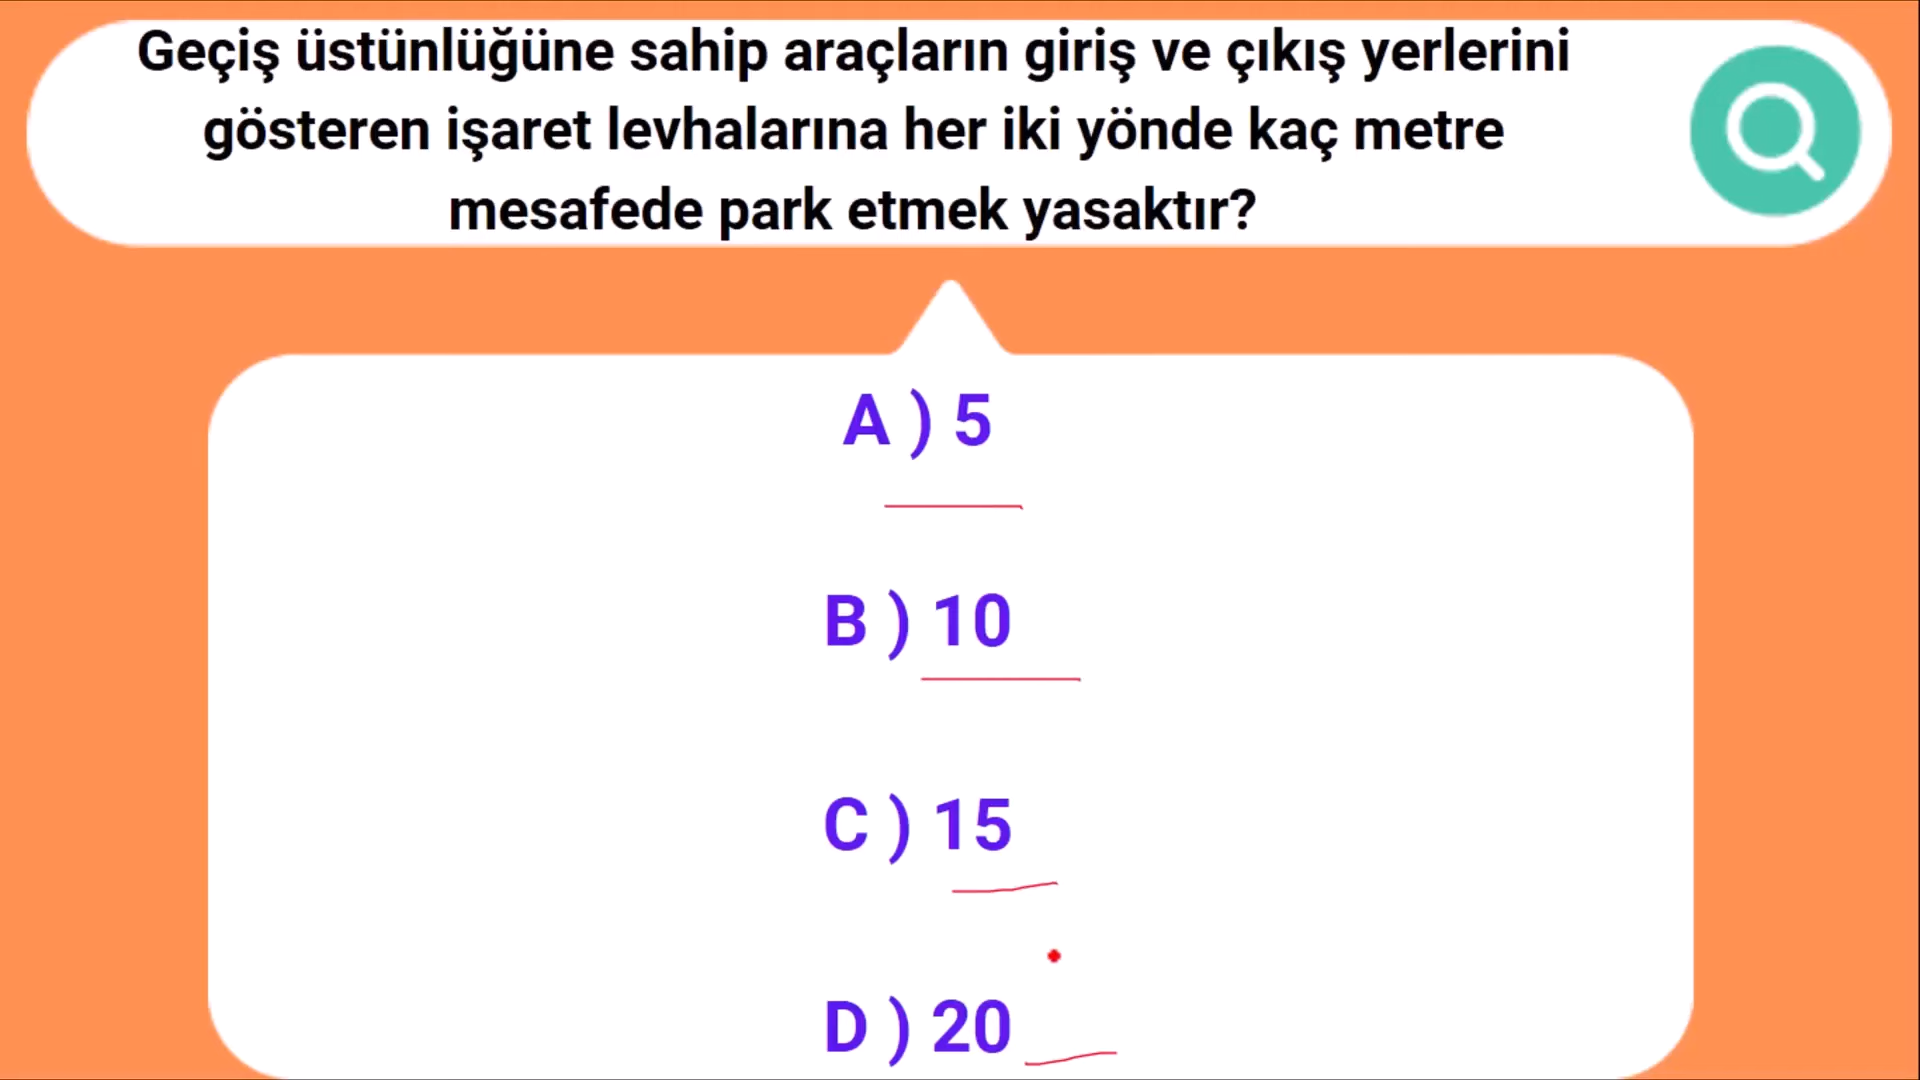 Geçiş üstünlüğüne sahip araçların giriş ve çıkış yerlerini
gösteren işaret levhalarına her iki yönde kaç metre
mesafede park etmek yasaktır?
A ) 5
B ) 10
C ) 15
D ) 20